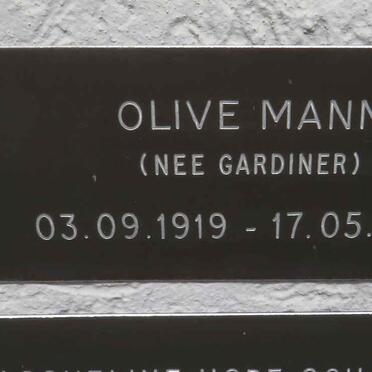 OLIVE MANN
(NEE GARDINER)
03.09.1919 - 17.05.